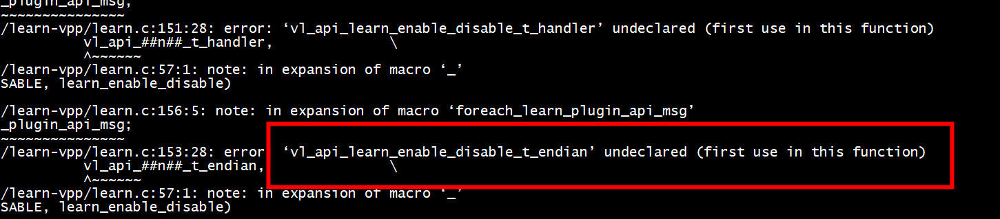 _plugin_api_msg;
~~~~~~~~~~~~~~~
/learn-vpp/learn.c:151:28: error: ‘vl_api_learn_enable_disable_t_handler’ undeclared (first use in this function)
vl_api_##n##_t_handler, \
^~~~~~~
/learn-vpp/learn.c:57:1: note: in expansion of macro ‘_’
SABLE, learn_enable_disable)
/learn-vpp/learn.c:156:5: note: in expansion of macro ‘foreach_learn_plugin_api_msg’
_plugin_api_msg;
~~~~~~~~~~~~~~~
/learn-vpp/learn.c:153:28: error: ‘vl_api_learn_enable_disable_t_endian’ undeclared (first use in this function)
vl_api_##n##_t_endian, \
^~~~~~~
/learn-vpp/learn.c:57:1: note: in expansion of macro ‘_’
SABLE, learn_enable_disable)